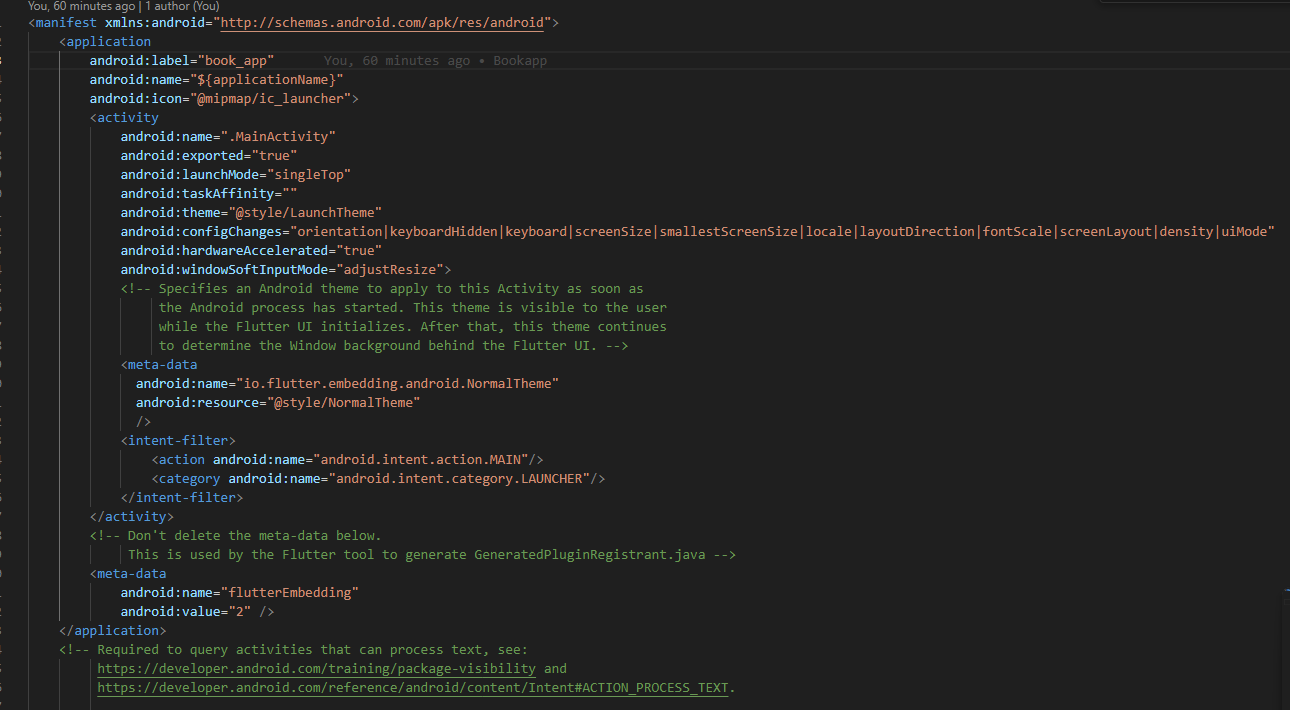 You, 60 minutes ago | 1 author (You)
<manifest xmlns:android="http://schemas.android.com/apk/res/android">
<application
android:label="book_app" You, 60 minutes ago • Bookapp
android:name="${applicationName}"
android:icon="@mipmap/ic_launcher">
<activity
android:name=".MainActivity"
android:exported="true"
android:launchMode="singleTop"
android:taskAffinity=""
android:theme="@style/LaunchTheme"
android:configChanges="orientation|keyboardHidden|keyboard|screenSize|smallestScreenSize|locale|layoutDirection|fontScale|screenLayout|density|uiMode"
android:hardwareAccelerated="true"
android:windowSoftInputMode="adjustResize">
<!-- Specifies an Android theme to apply to this Activity as soon as
the Android process has started. This theme is visible to the user
while the Flutter UI initializes. After that, this theme continues
to determine the Window background behind the Flutter UI. -->
<meta-data
android:name="io.flutter.embedding.android.NormalTheme"
android:resource="@style/NormalTheme"
/>
<intent-filter>
<action android:name="android.intent.action.MAIN"/>
<category android:name="android.intent.category.LAUNCHER"/>
</intent-filter>
</activity>
<!-- Don't delete the meta-data below.
This is used by the Flutter tool to generate GeneratedPluginRegistrant.java -->
<meta-data
android:name="flutterEmbedding"
android:value="2" />
</application>
<!-- Required to query activities that can process text, see:
https://developer.android.com/training/package-visibility and
https://developer.android.com/reference/android/content/Intent#ACTION_PROCESS_TEXT.